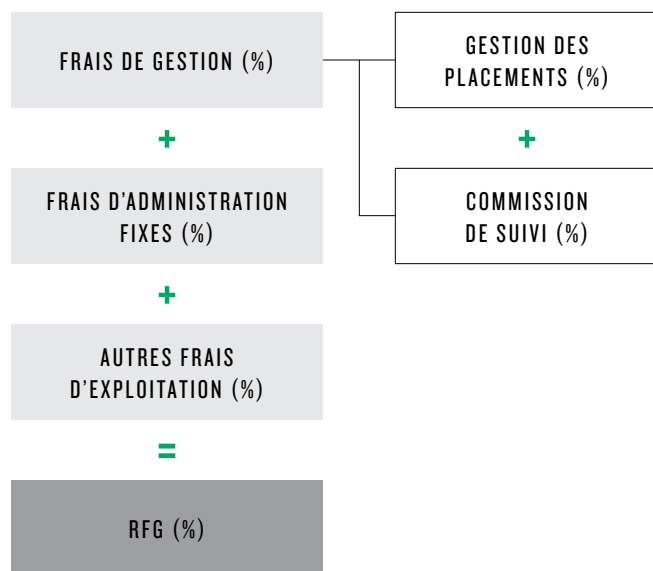 FRAIS DE GESTION (%)
+
FRAIS D'ADMINISTRATION
FIXES (%)
+
AUTRES FRAIS
D'EXPLOITATION (%)
=
RFG (%)
GESTION DES
PLACEMENTS (%)
+
COMMISSION
DE SUIVI (%)